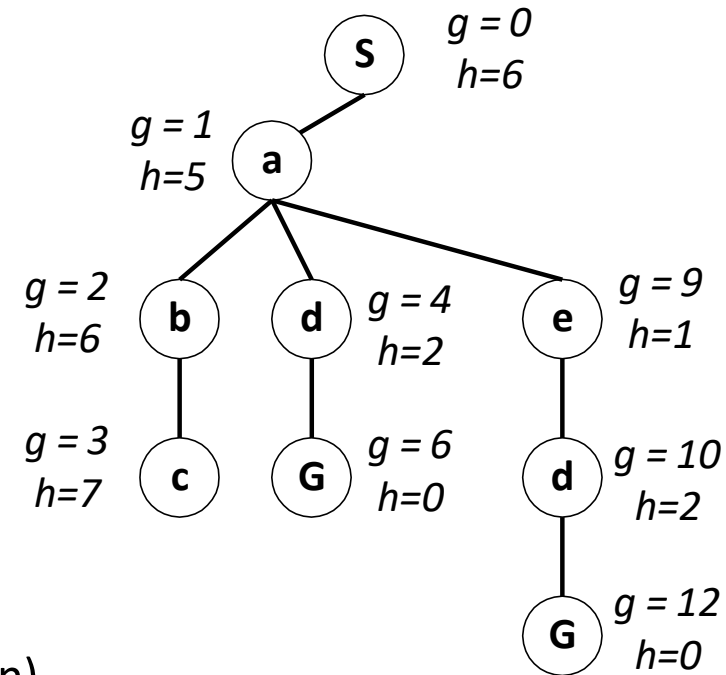 S
g = 0
h=6
g = 1
h=5
a
g = 2
h=6
b
d
g = 4
h=2
e
g = 9
h=1
g = 3
h=7
c
G
g = 6
h=0
d
g = 10
h=2
G
g = 12
h=0
n)